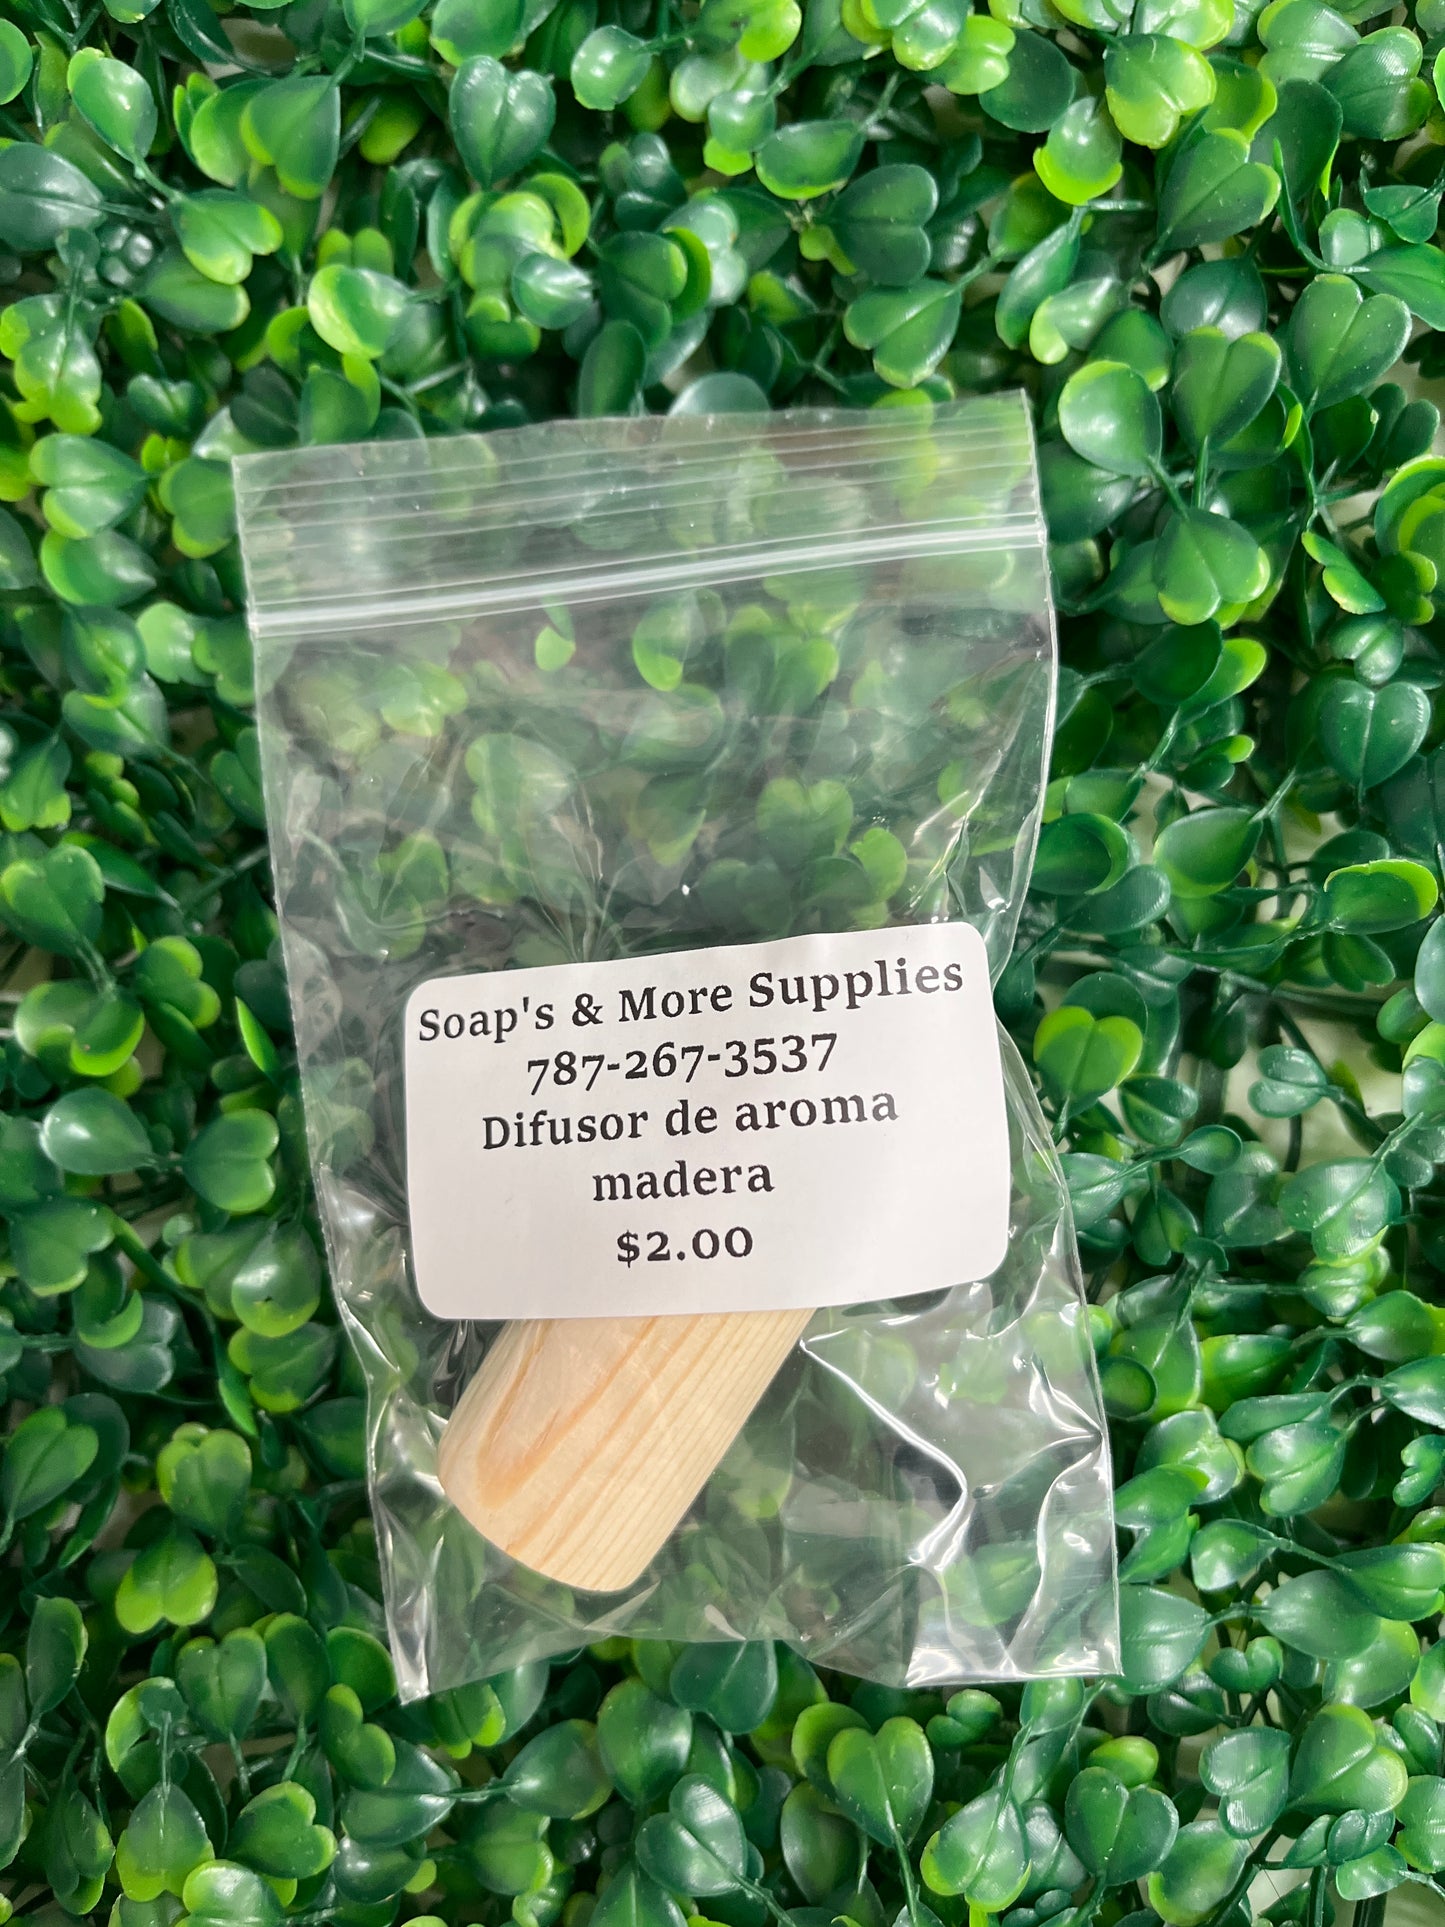 Soap's & More Supplies
787-267-3537
Difusor de aroma
madera
$2.00